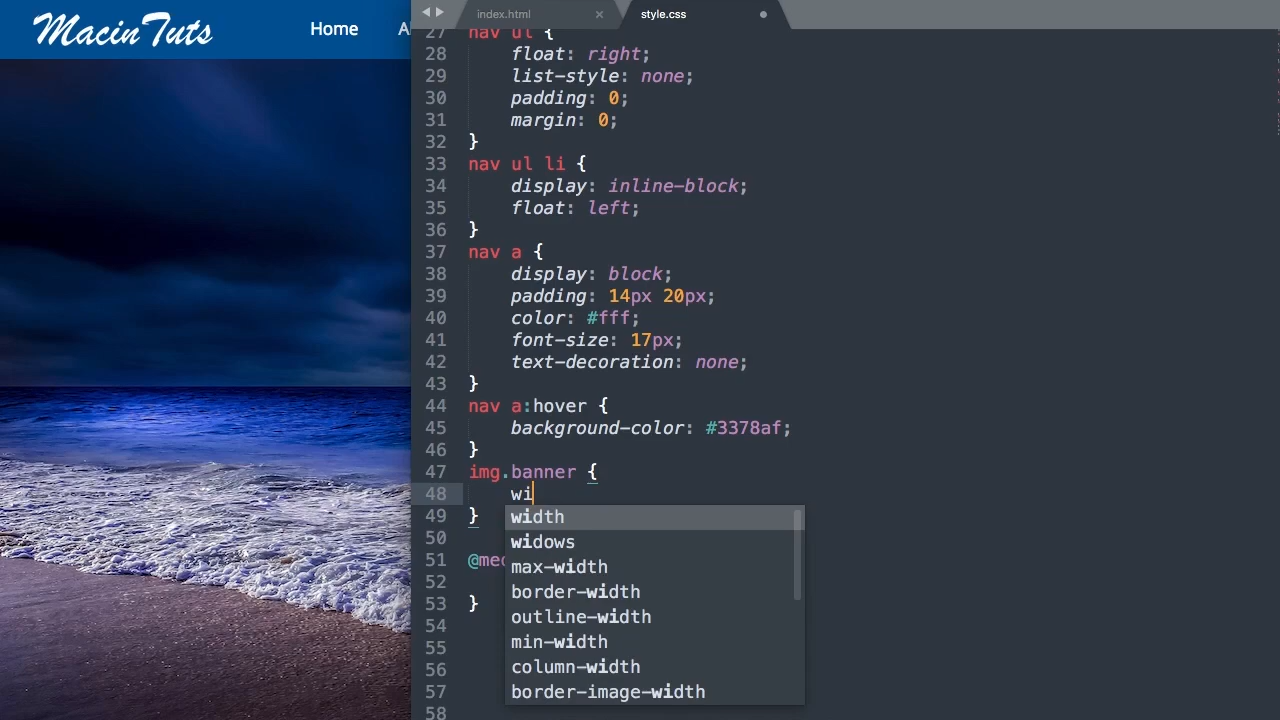 MacinTuts
Home
index.html
style.css
27 nav ul {
28 float: right;
29 list-style: none;
30 padding: 0;
31 margin: 0;
32 }
33 nav ul li {
34 display: inline-block;
35 float: left;
36 }
37 nav a {
38 display: block;
39 padding: 14px 20px;
40 color: #fff;
41 font-size: 17px;
42 text-decoration: none;
43 }
44 nav a:hover {
45 background-color: #3378af;
46 }
47 img.banner {
48 wi
width
49 }
widows
50
51 @med
max-width
52
border-width
53 }
outline-width
54
min-width
55
column-width
56
border-image-width
57
58